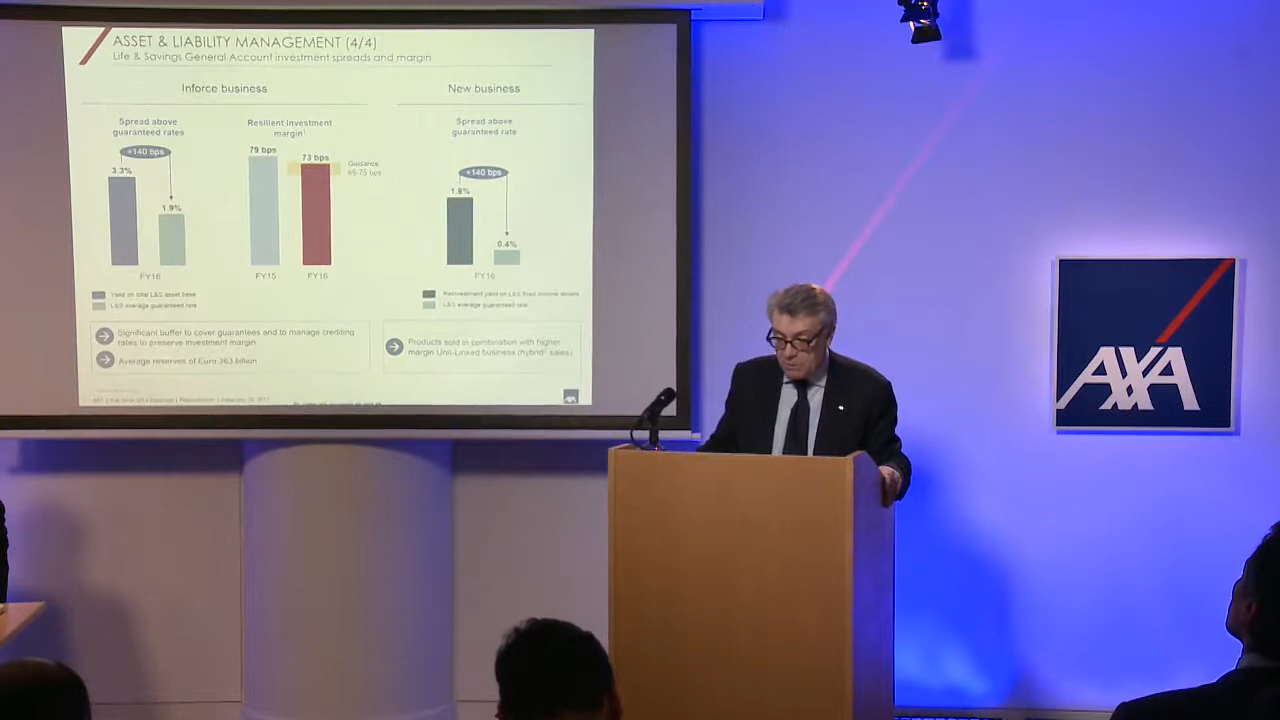 ASSET & LIABILITY MANAGEMENT (4/4)
Life & Savings General Account investment spreads and margin
Inforce business
New business
Spread above
guaranteed rates
Resilient investment
margin¹
Spread above
guaranteed rate
+140 bps
79 bps
73 bps
Guidance
65-75 bps
+140 bps
3.3%
1.9%
1.8%
0.4%
FY16
FY15
FY16
FY16
Yield on total L&S asset base
L&S average guaranteed rate
Reinvestment yield on L&S fixed income assets
L&S average guaranteed rate
Significant buffer to cover guarantees and to manage crediting
rates to preserve investment margin
Average reserves of Euro 363 billion
Products sold in combination with higher
margin Unit-Linked business (hybrid² sales)
AXA